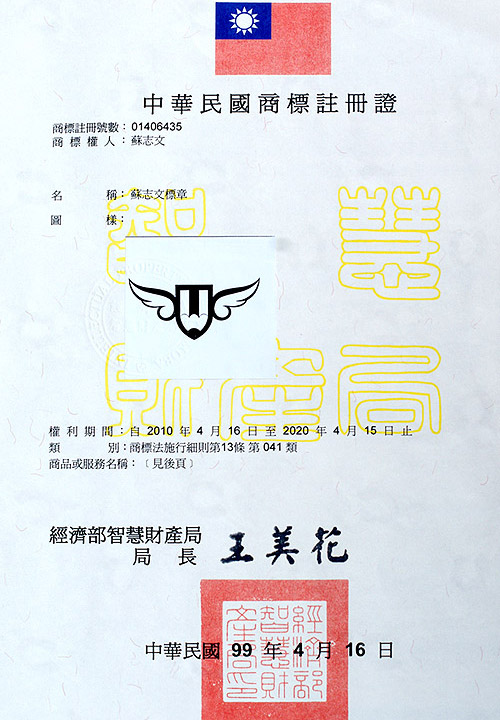 中華民國商標註冊證
商標註冊號數：01406435
商標權人：蘇志文
名稱：蘇志文標章
圖樣：
智慧
財產局
權利期間：自 2010 年 4 月 16 日至 2020 年 4 月 15 日止
類別：商標法施行細則第13條 第 041 類
商品或服務名稱：〔見後頁〕
經濟部智慧財產局
局長 王美花
經濟部
智慧財
產局印
中華民國 99 年 4 月 16 日